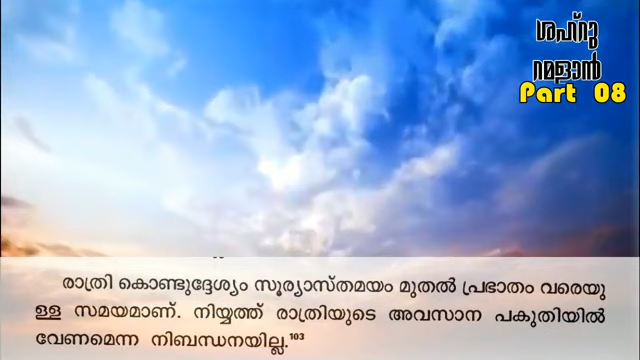 ശഹ്റു
റമളാൻ
Part 08
രാത്രി കൊണ്ടുദ്ദേശ്യം സൂര്യാസ്തമയം മുതൽ പ്രഭാതം വരെയു
ള്ള സമയമാണ്. നിയ്യത്ത് രാത്രിയുടെ അവസാന പകുതിയിൽ
വേണമെന്ന നിബന്ധനയില്ല.¹⁰³